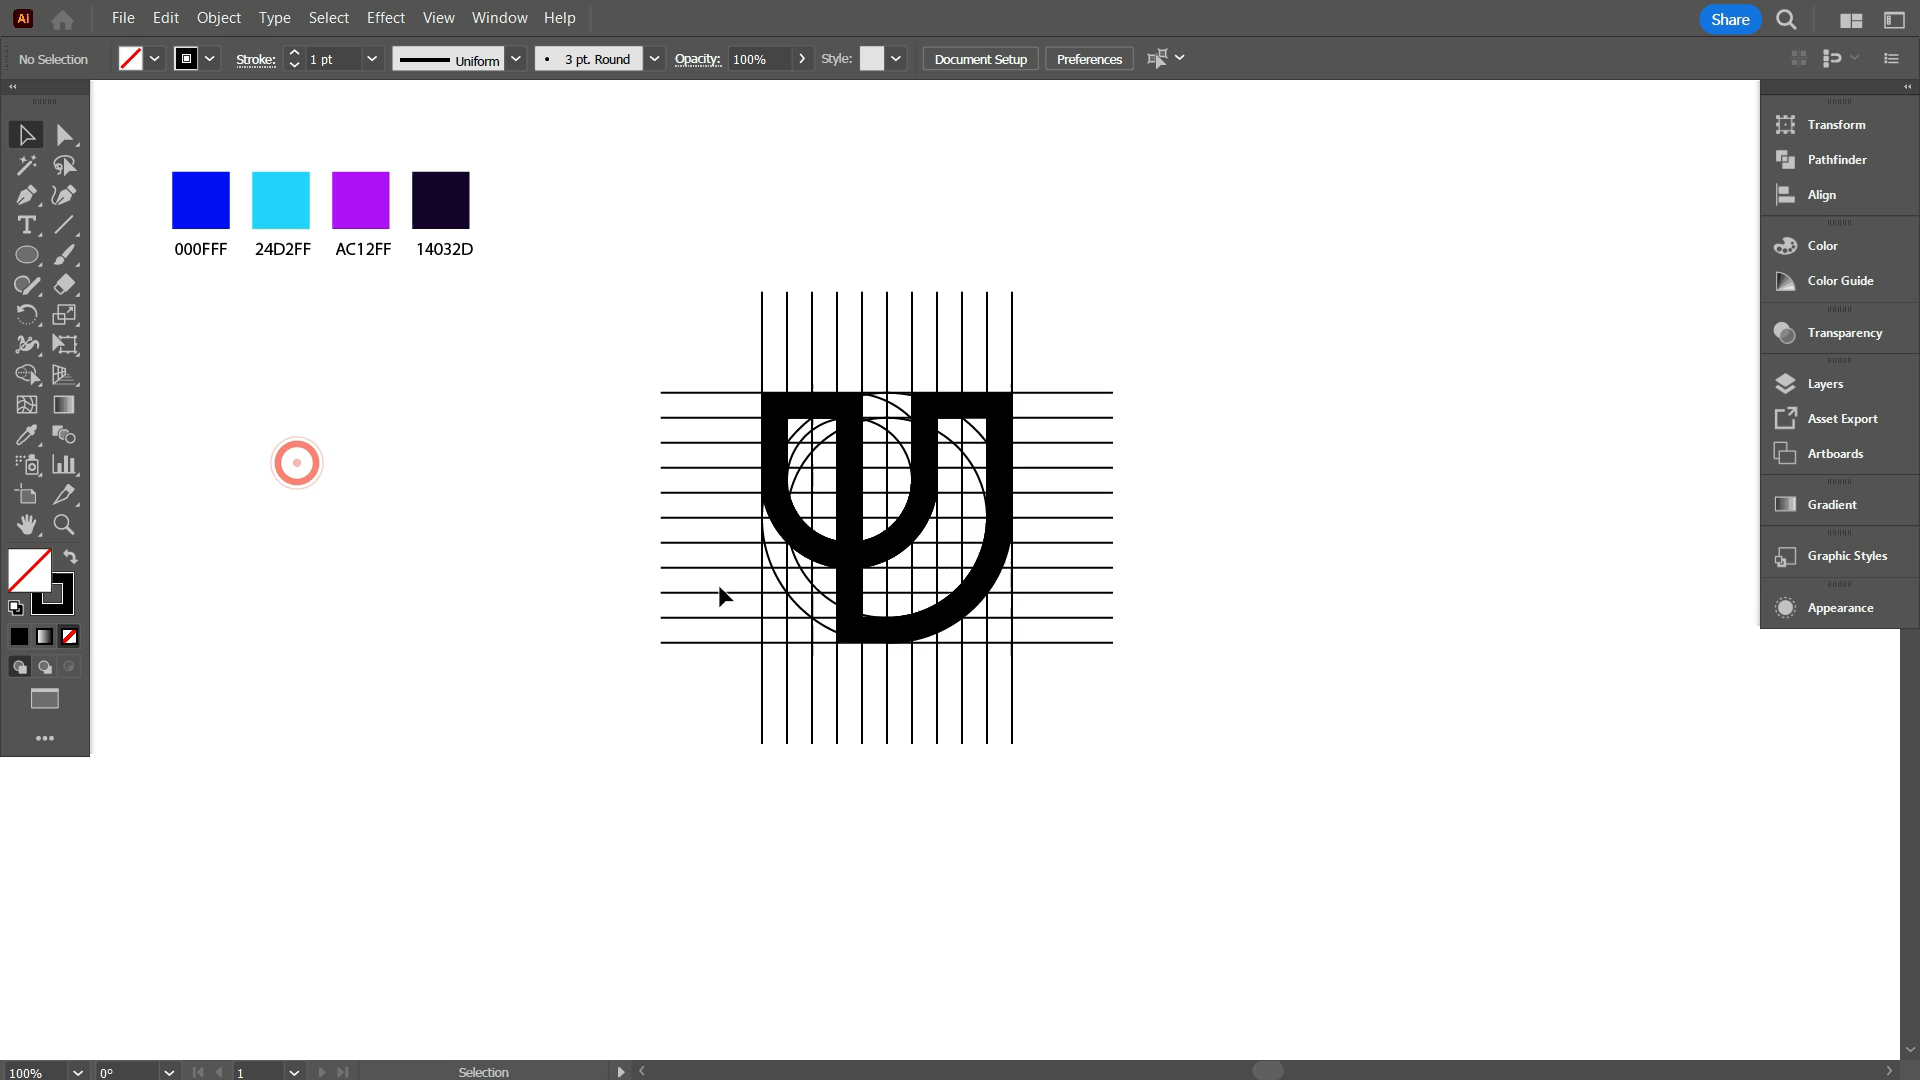 Ai File Edit Object Type Select Effect View Window Help Share
No Selection Stroke: 1 pt Uniform 3 pt. Round Opacity: 100% Style: Document Setup Preferences
Transform
Pathfinder
Align
Color
Color Guide
Transparency
Layers
Asset Export
Artboards
Gradient
Graphic Styles
Appearance
000FFF 24D2FF AC12FF 14032D
100% 0° 1 Selection